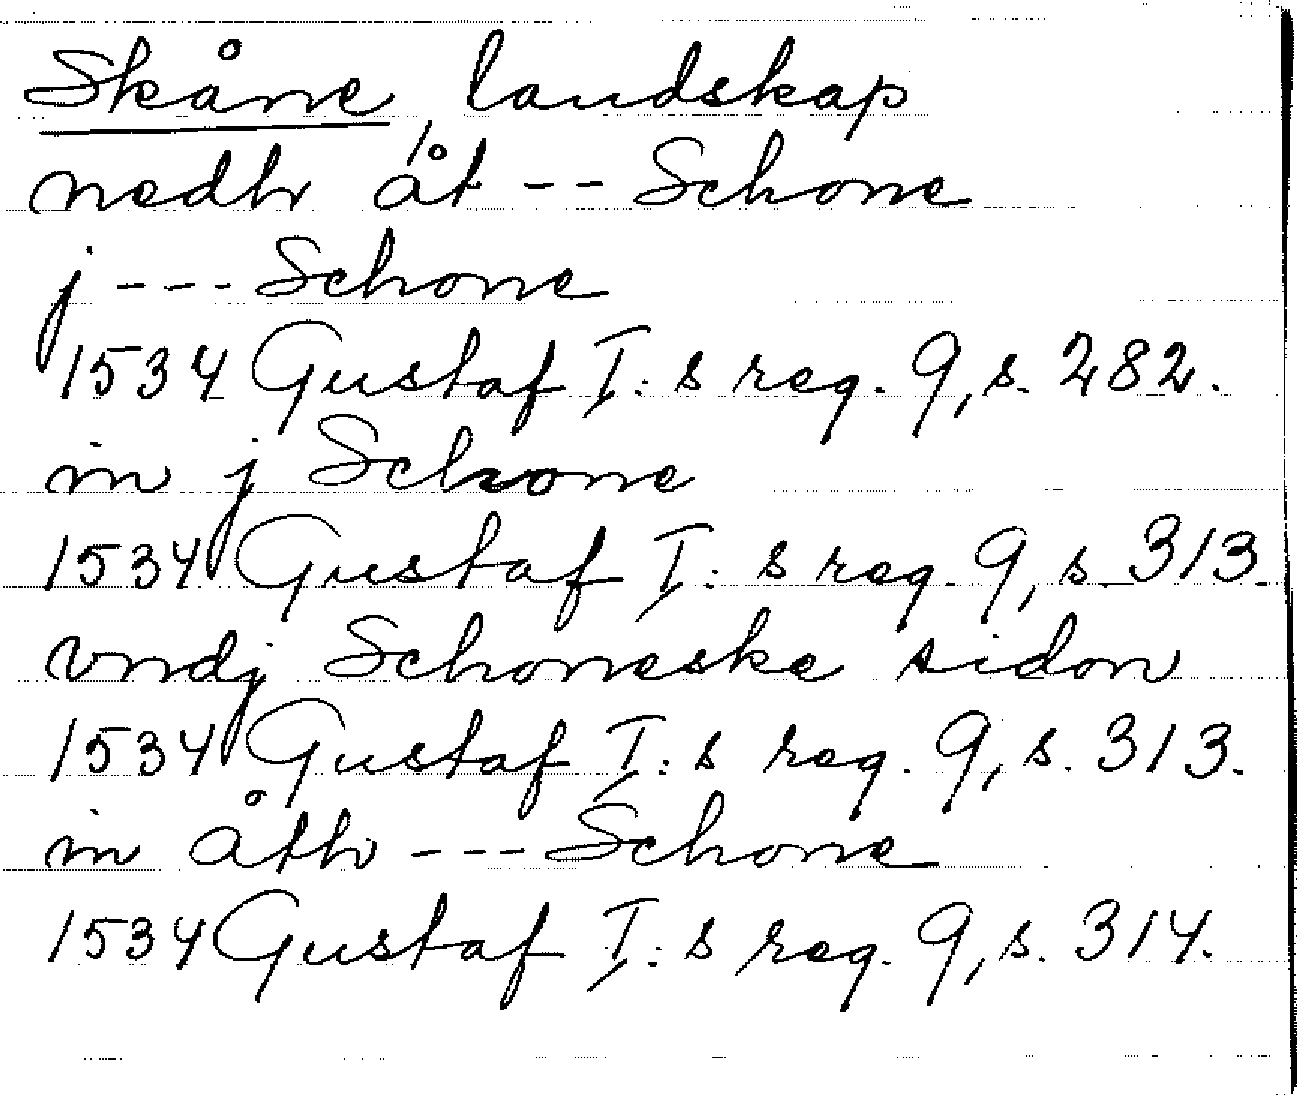 Skåne, landskap
nedh åt -- Schone
j --- Schone
1534 Gustaf I:s reg. 9, s. 282.
in j Schone
1534 Gustaf I:s reg. 9, s. 313.
vndj Schoneske sidon
1534 Gustaf I:s reg. 9, s. 313.
in åth --- Schone
1534 Gustaf I:s reg. 9, s. 314.